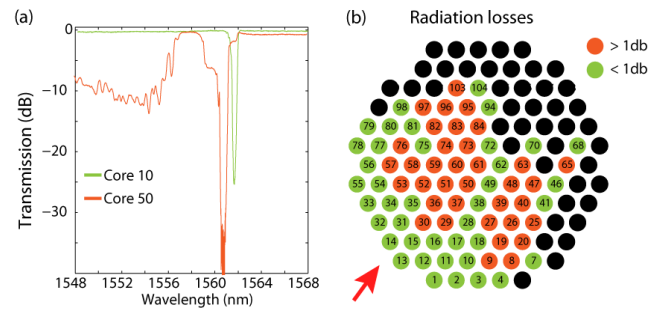 (a)
0
−10
−20
−30
Transmission (dB)
Core 10
Core 50
1548 1552 1556 1560 1564 1568
Wavelength (nm)
(b) Radiation losses
> 1db
< 1db
103 104
98 97 96 95 94
79 80 81 82 83 84
78 77 76 75 74 73 72 70 68
56 57 58 59 60 61 62 63 65
55 54 53 52 51 50 49 48 47 46
33 34 35 36 37 38 39 40 41
32 31 30 29 28 27 26 25
14 15 16 17 18 19 20
13 12 11 10 9 8 7
1 2 3 4